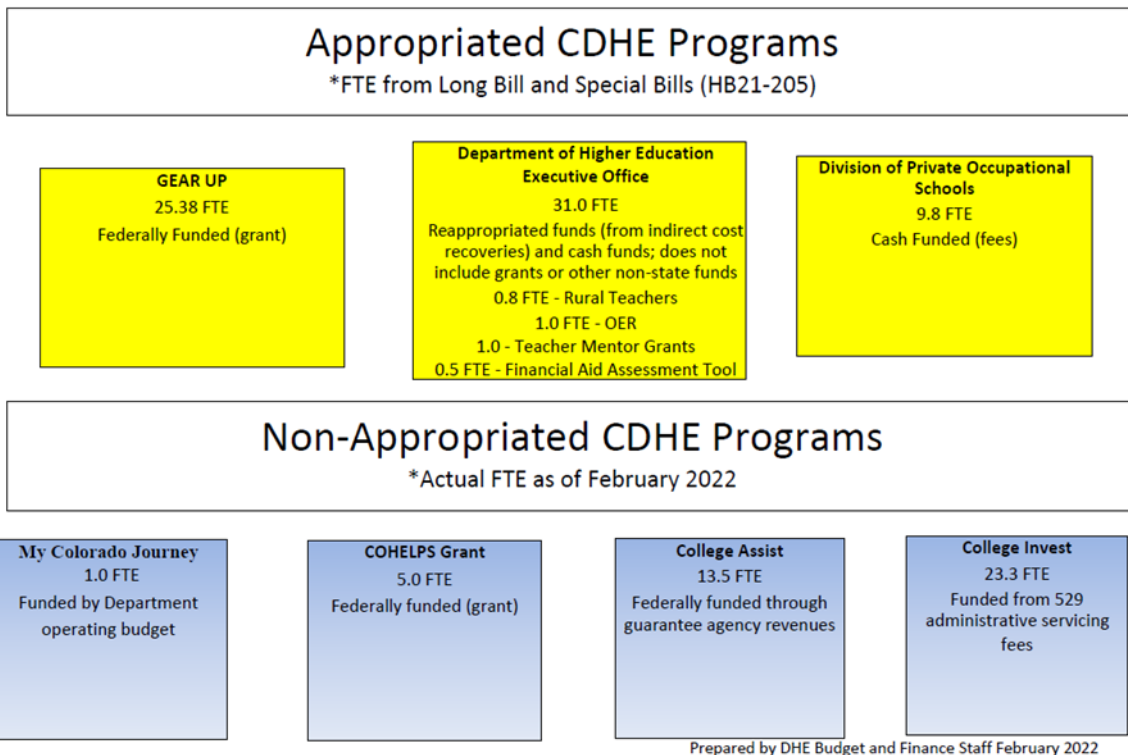 Appropriated CDHE Programs
*FTE from Long Bill and Special Bills (HB21-205)
GEAR UP
25.38 FTE
Federally Funded (grant)
Department of Higher Education
Executive Office
31.0 FTE
Reappropriated funds (from indirect cost
recoveries) and cash funds; does not
include grants or other non-state funds
0.8 FTE - Rural Teachers
1.0 FTE - OER
1.0 - Teacher Mentor Grants
0.5 FTE - Financial Aid Assessment Tool
Division of Private Occupational
Schools
9.8 FTE
Cash Funded (fees)
Non-Appropriated CDHE Programs
*Actual FTE as of February 2022
My Colorado Journey
1.0 FTE
Funded by Department
operating budget
COHELPS Grant
5.0 FTE
Federally funded (grant)
College Assist
13.5 FTE
Federally funded through
guarantee agency revenues
College Invest
23.3 FTE
Funded from 529
administrative servicing
fees
Prepared by DHE Budget and Finance Staff February 2022